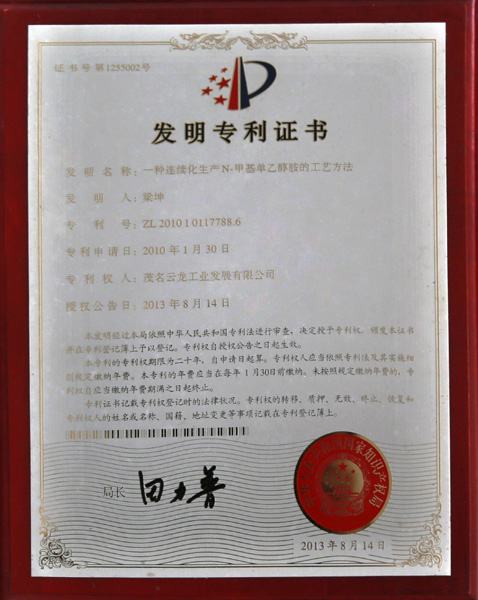 证书号第1255002号
发明专利证书
发明名称：一种连续化生产N-甲基单乙醇胺的工艺方法
发明人：梁坤
专利号：ZL 2010 1 0117788.6
专利申请日：2010年1月30日
专利权人：茂名云龙工业发展有限公司
授权公告日：2013年8月14日
本发明经过本局依照中华人民共和国专利法进行审查，决定授予专利权，颁发本证书
并在专利登记簿上予以登记。专利权自授权公告之日起生效。
本专利的专利权期限为二十年，自申请日起算。专利权人应当依照专利法及其实施细
则规定缴纳年费。本专利的年费应当在每年1月30日前缴纳。未按照规定缴纳年费的，专
利权自应当缴纳年费期满之日起终止。
专利证书记载专利权登记时的法律状况。专利权的转移、质押、无效、终止、恢复和
专利权人的姓名或名称、国籍、地址变更等事项记载在专利登记簿上。
局长
田力普
中华人民共和国国家知识产权局
2013年8月14日